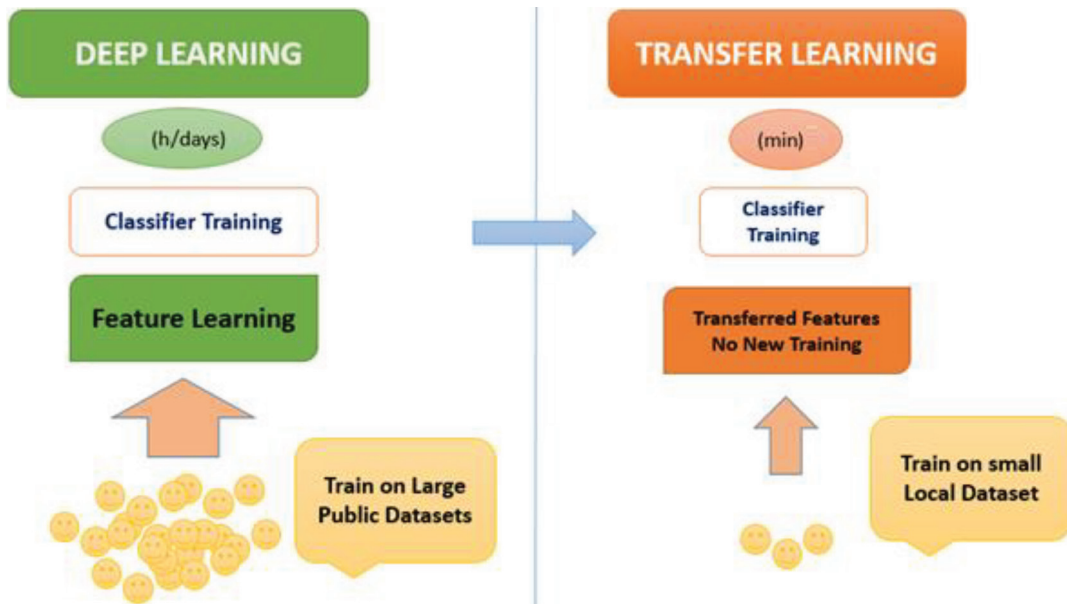 DEEP LEARNING
(h/days)
Classifier Training
Feature Learning
Train on Large
Public Datasets
TRANSFER LEARNING
(min)
Classifier
Training
Transferred Features
No New Training
Train on small
Local Dataset